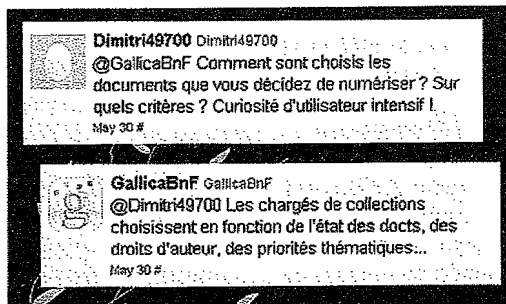 Dimitri49700 Dimitri49700
@GallicaBnF Comment sont choisis les
documents que vous décidez de numériser ? Sur
quels critères ? Curiosité d'utilisateur intensif !
May 30 #
GallicaBnF GallicaBnF
@Dimitri49700 Les chargés de collections
choisissent en fonction de l'état des docts, des
droits d'auteur, des priorités thématiques...
May 30 #